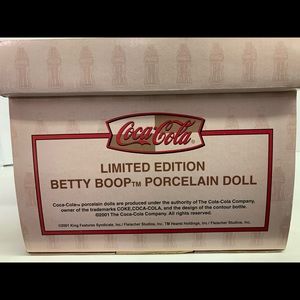 Coca-Cola
LIMITED EDITION
BETTY BOOP™ PORCELAIN DOLL
Coca-Cola® porcelain dolls are produced under the authority of The Coca-Cola Company,
owner of the trademarks COKE, COCA-COLA, and the design of the contour bottle.
©2001 The Coca-Cola Company. All rights reserved.
©2001 King Features Syndicate, Inc./ Fleischer Studios, Inc. TM Hearst Holdings, Inc./ Fleischer Studios, Inc.